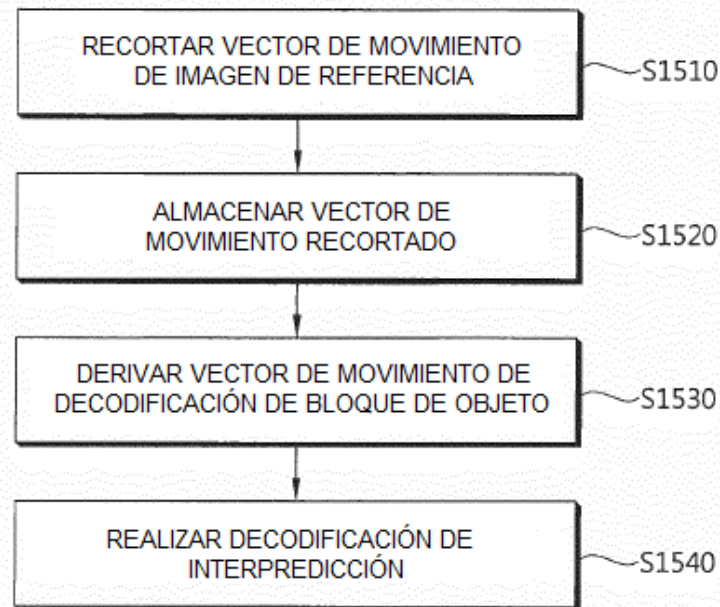 RECORTAR VECTOR DE MOVIMIENTO
DE IMAGEN DE REFERENCIA
S1510
ALMACENAR VECTOR DE
MOVIMIENTO RECORTADO
S1520
DERIVAR VECTOR DE MOVIMIENTO DE
DECODIFICACIÓN DE BLOQUE DE OBJETO
S1530
REALIZAR DECODIFICACIÓN DE
INTERPREDICCIÓN
S1540